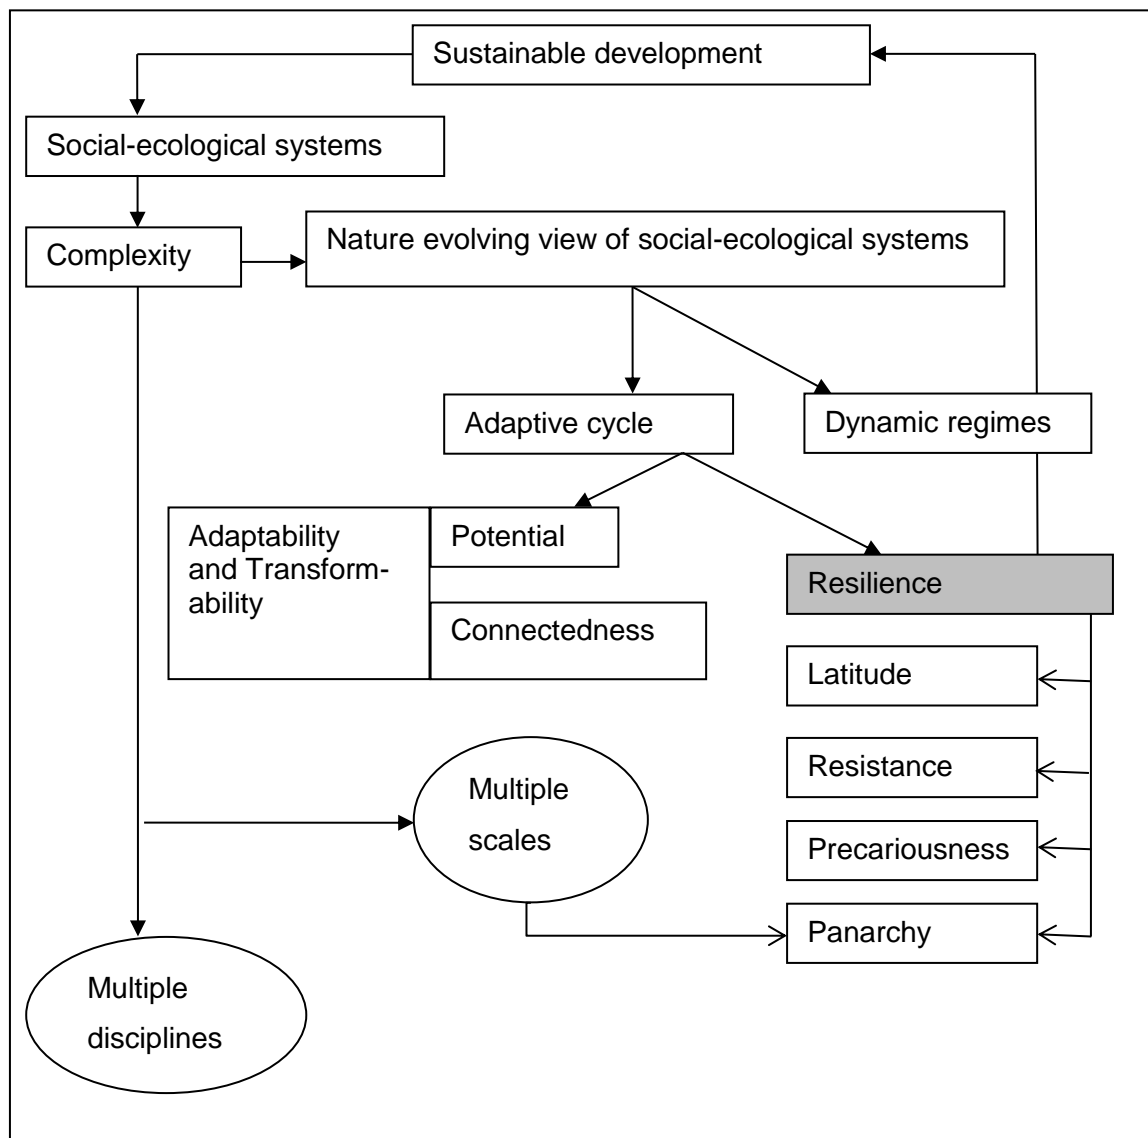 Sustainable development
Social-ecological systems
Complexity
Nature evolving view of social-ecological systems
Adaptive cycle
Dynamic regimes
Adaptability
and Transform-
ability
Potential
Connectedness
Resilience
Latitude
Resistance
Precariousness
Panarchy
Multiple
scales
Multiple
disciplines